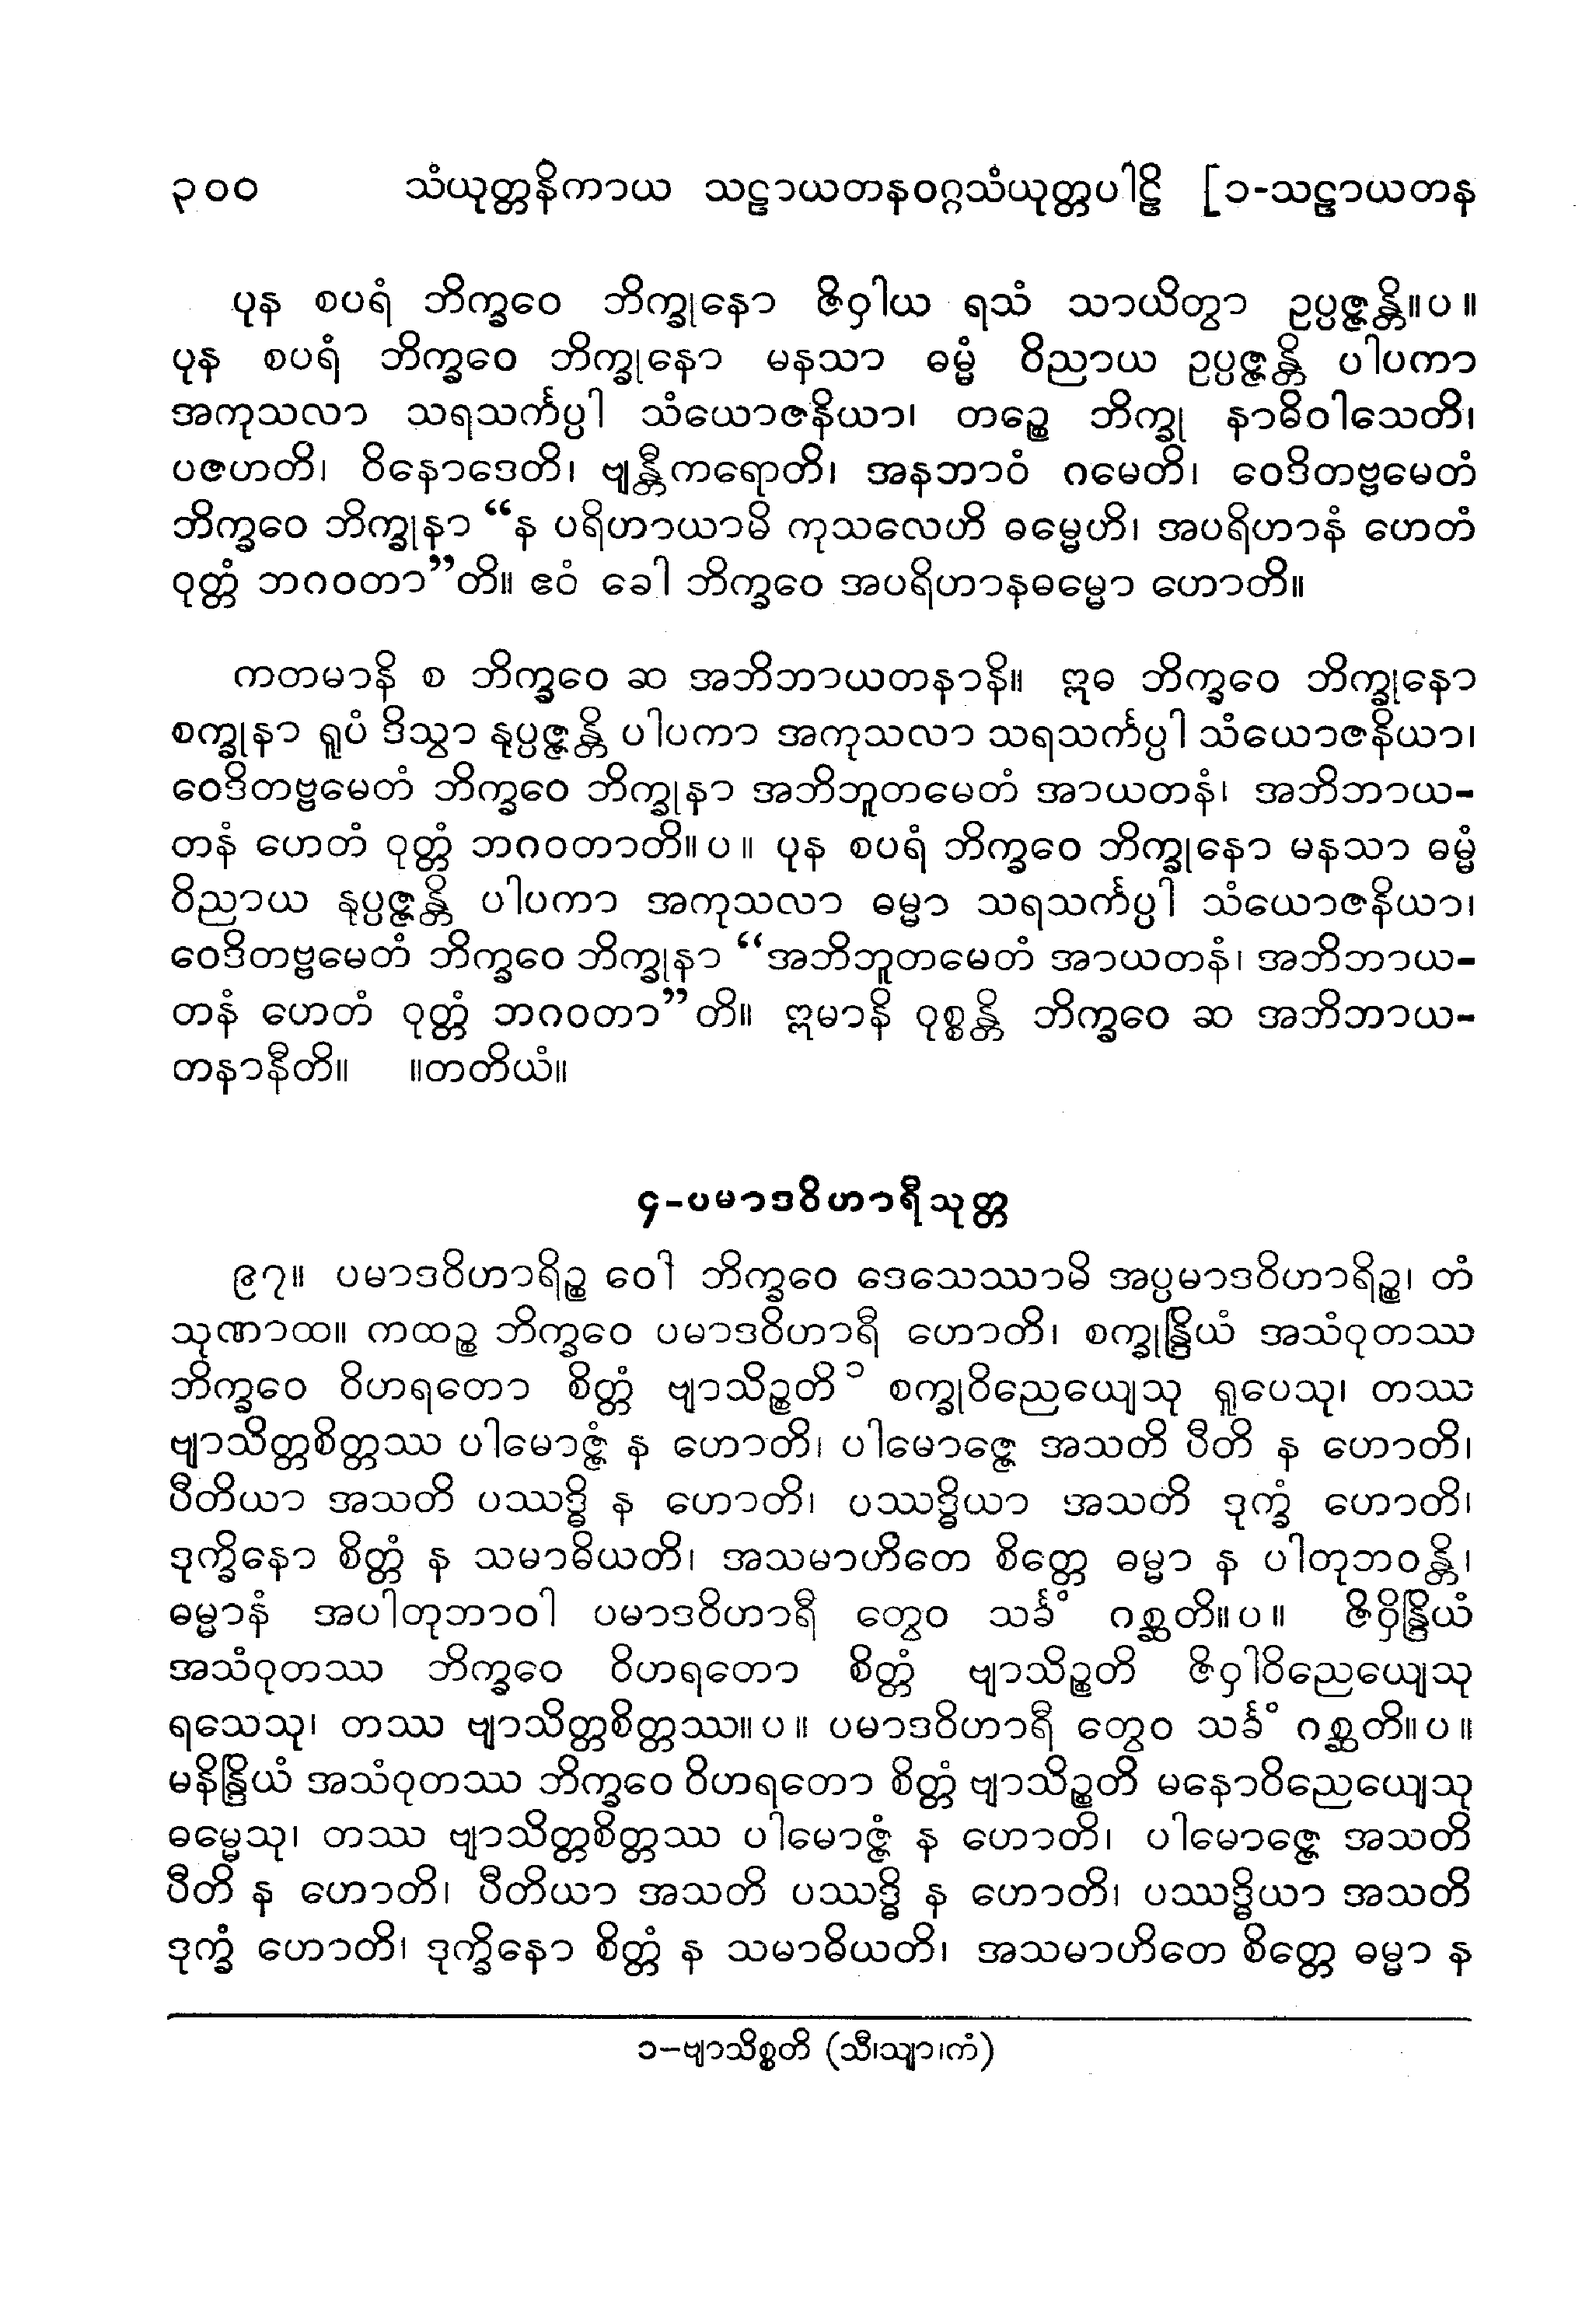 ၃၀၀ သံယုတ္တနိကာယ သဠာယတနဝဂ္ဂသံယုတ္တပါဠိ [၁-သဠာယတန
ပုန စပရံ ဘိက္ခဝေ ဘိက္ခုနော ဇိဝှါယ ရသံ သာယိတွာ ဥပ္ပဇ္ဇန္တိ။ပ။
ပုန စပရံ ဘိက္ခဝေ ဘိက္ခုနော မနသာ ဓမ္မံ ဝိညာယ ဥပ္ပဇ္ဇန္တိ ပါပကာ
အကုသလာ သရသင်္ကပ္ပါ သံယောဇနိယာ၊ တဉ္စေ ဘိက္ခု နာဓိဝါသေတိ၊
ပဇဟတိ၊ ဝိနောဒေတိ၊ ဗျန္တီကရောတိ၊ အနဘာဝံ ဂမေတိ၊ ဝေဒိတဗ္ဗမေတံ
ဘိက္ခဝေ ဘိက္ခုနာ “န ပရိဟာယာမိ ကုသလေဟိ ဓမ္မေဟိ၊ အပရိဟာနံ ဟေတံ
ဝုတ္တံ ဘဂဝတာ”တိ။ ဧဝံ ခေါ ဘိက္ခဝေ အပရိဟာနဓမ္မော ဟောတိ။
ကတမာနိ စ ဘိက္ခဝေ ဆ အဘိဘာယတနာနိ။ ဣဓ ဘိက္ခဝေ ဘိက္ခုနော
စက္ခုနာ ရူပံ ဒိသွာ နုပ္ပဇ္ဇန္တိ ပါပကာ အကုသလာ သရသင်္ကပ္ပါ သံယောဇနိယာ၊
ဝေဒိတဗ္ဗမေတံ ဘိက္ခဝေ ဘိက္ခုနာ အဘိဘူတမေတံ အာယတနံ၊ အဘိဘာယ-
တနံ ဟေတံ ဝုတ္တံ ဘဂဝတာတိ။ပ။ ပုန စပရံ ဘိက္ခဝေ ဘိက္ခုနော မနသာ ဓမ္မံ
ဝိညာယ နုပ္ပဇ္ဇန္တိ ပါပကာ အကုသလာ ဓမ္မာ သရသင်္ကပ္ပါ သံယောဇနိယာ၊
ဝေဒိတဗ္ဗမေတံ ဘိက္ခဝေ ဘိက္ခုနာ “အဘိဘူတမေတံ အာယတနံ၊ အဘိဘာယ-
တနံ ဟေတံ ဝုတ္တံ ဘဂဝတာ”တိ။ ဣမာနိ ဝုစ္စန္တိ ဘိက္ခဝေ ဆ အဘိဘာယ-
တနာနီတိ။ ။တတိယံ။
၄-ပမာဒဝိဟာရီသုတ္တ
၉၇။ ပမာဒဝိဟာရိဉ္စ ဝေါ ဘိက္ခဝေ ဒေသေဿာမိ အပ္ပမာဒဝိဟာရိဉ္စ၊ တံ
သုဏာထ။ ကထဉ္စ ဘိက္ခဝေ ပမာဒဝိဟာရီ ဟောတိ၊ စက္ခုန္ဒြိယံ အသံဝုတဿ
ဘိက္ခဝေ ဝိဟရတော စိတ္တံ ဗျာသိဉ္စတိ ၁ စက္ခုဝိညေယျေသု ရူပေသု၊ တဿ
ဗျာသိတ္တစိတ္တဿ ပါမောဇ္ဇံ န ဟောတိ၊ ပါမောဇ္ဇေ အသတိ ပီတိ န ဟောတိ၊
ပီတိယာ အသတိ ပဿဒ္ဓိ န ဟောတိ၊ ပဿဒ္ဓိယာ အသတိ ဒုက္ခံ ဟောတိ၊
ဒုက္ခိနော စိတ္တံ န သမာဓိယတိ၊ အသမာဟိတေ စိတ္တေ ဓမ္မာ န ပါတုဘဝန္တိ၊
ဓမ္မာနံ အပါတုဘာဝါ ပမာဒဝိဟာရီ တွေဝ သင်္ခံ ဂစ္ဆတိ။ပ။ ဇိဝှိန္ဒြိယံ
အသံဝုတဿ ဘိက္ခဝေ ဝိဟရတော စိတ္တံ ဗျာသိဉ္စတိ ဇိဝှါဝိညေယျေသု
ရသေသု၊ တဿ ဗျာသိတ္တစိတ္တဿ။ပ။ ပမာဒဝိဟာရီ တွေဝ သင်္ခံ ဂစ္ဆတိ။ပ။
မနိန္ဒြိယံ အသံဝုတဿ ဘိက္ခဝေ ဝိဟရတော စိတ္တံ ဗျာသိဉ္စတိ မနောဝိညေယျေသု
ဓမ္မေသု၊ တဿ ဗျာသိတ္တစိတ္တဿ ပါမောဇ္ဇံ န ဟောတိ၊ ပါမောဇ္ဇေ အသတိ
ပီတိ န ဟောတိ၊ ပီတိယာ အသတိ ပဿဒ္ဓိ န ဟောတိ၊ ပဿဒ္ဓိယာ အသတိ
ဒုက္ခံ ဟောတိ၊ ဒုက္ခိနော စိတ္တံ န သမာဓိယတိ၊ အသမာဟိတေ စိတ္တေ ဓမ္မာ န
၁-ဗျာသိစ္စတိ (သီ၊သျာ၊ကံ)